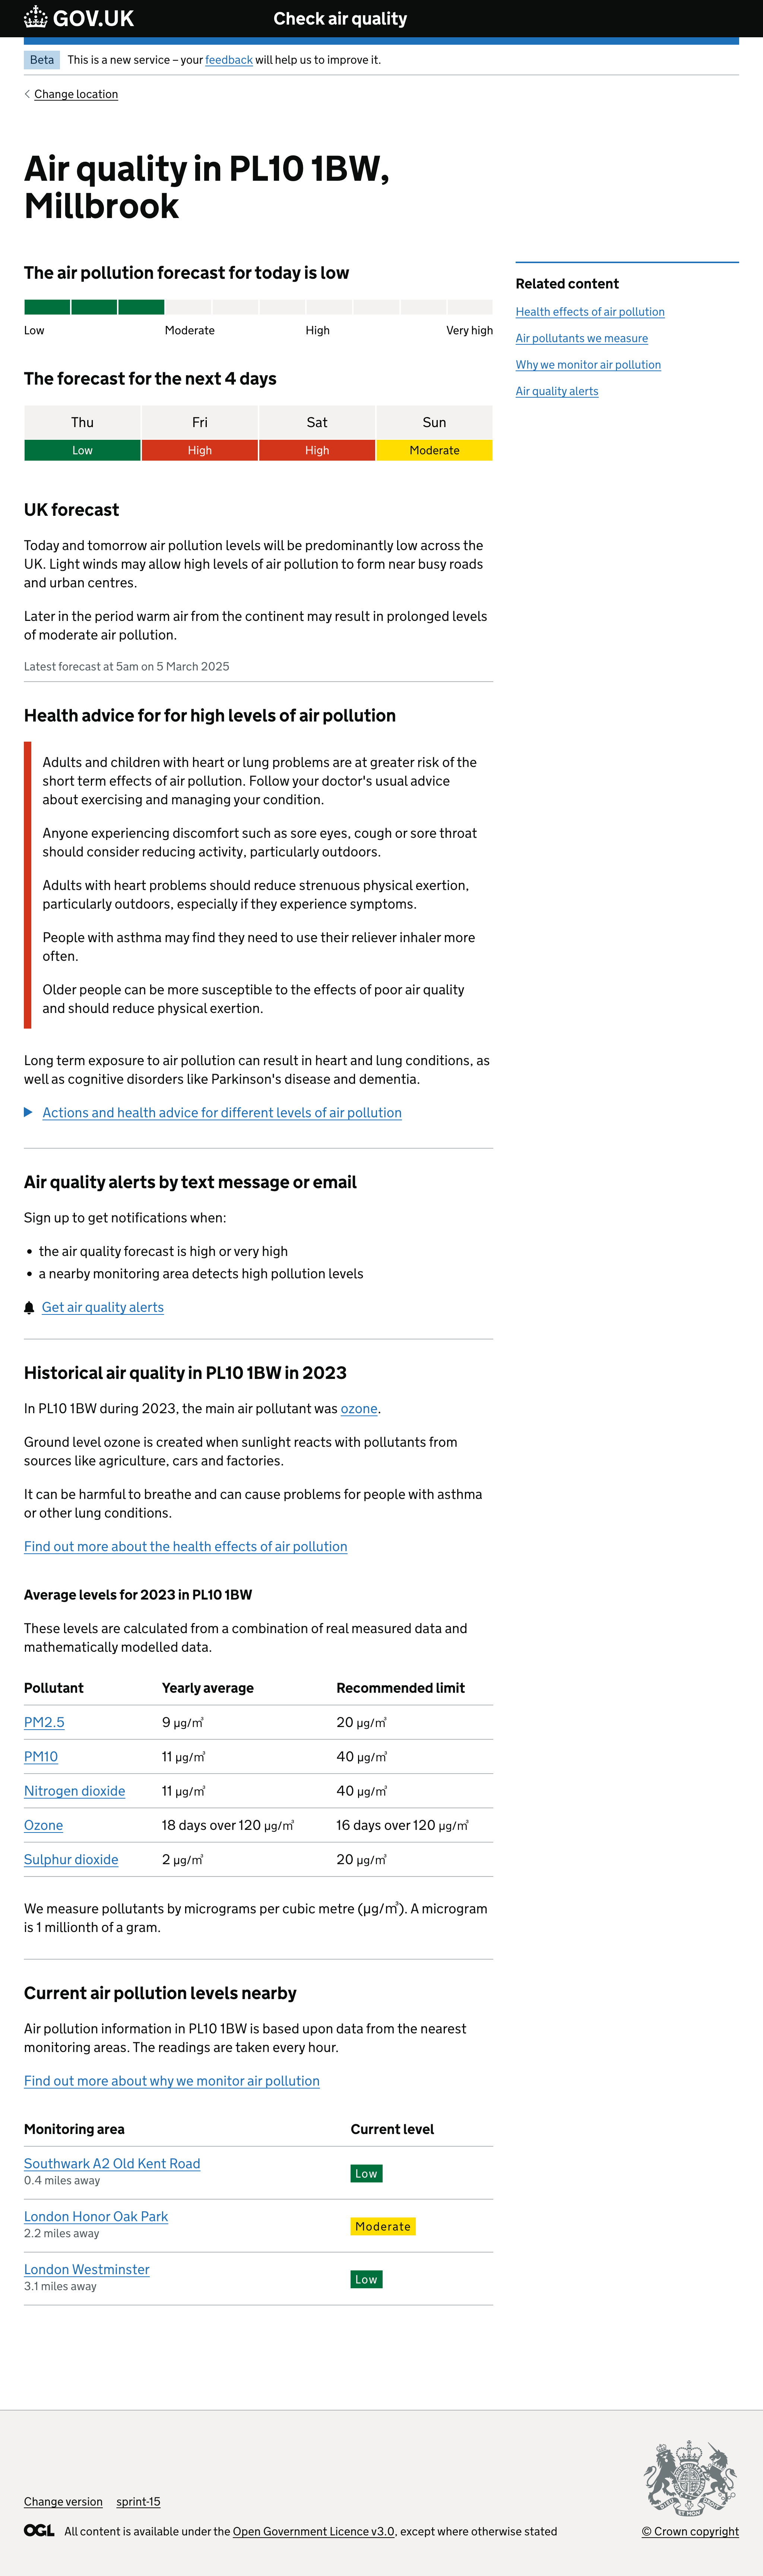 GOV.UK
Check air quality
Beta
This is a new service – your feedback will help us to improve it.
Change location
Air quality in PL10 1BW,
Millbrook
The air pollution forecast for today is low
Low Moderate High Very high
The forecast for the next 4 days
Thu Fri Sat Sun
Low High High Moderate
UK forecast
Today and tomorrow air pollution levels will be predominantly low across the
UK. Light winds may allow high levels of air pollution to form near busy roads
and urban centres.
Later in the period warm air from the continent may result in prolonged levels
of moderate air pollution.
Latest forecast at 5am on 5 March 2025
Health advice for for high levels of air pollution
Adults and children with heart or lung problems are at greater risk of the
short term effects of air pollution. Follow your doctor's usual advice
about exercising and managing your condition.
Anyone experiencing discomfort such as sore eyes, cough or sore throat
should consider reducing activity, particularly outdoors.
Adults with heart problems should reduce strenuous physical exertion,
particularly outdoors, especially if they experience symptoms.
People with asthma may find they need to use their reliever inhaler more
often.
Older people can be more susceptible to the effects of poor air quality
and should reduce physical exertion.
Long term exposure to air pollution can result in heart and lung conditions, as
well as cognitive disorders like Parkinson's disease and dementia.
Actions and health advice for different levels of air pollution
Air quality alerts by text message or email
Sign up to get notifications when:
• the air quality forecast is high or very high
• a nearby monitoring area detects high pollution levels
Get air quality alerts
Historical air quality in PL10 1BW in 2023
In PL10 1BW during 2023, the main air pollutant was ozone.
Ground level ozone is created when sunlight reacts with pollutants from
sources like agriculture, cars and factories.
It can be harmful to breathe and can cause problems for people with asthma
or other lung conditions.
Find out more about the health effects of air pollution
Average levels for 2023 in PL10 1BW
These levels are calculated from a combination of real measured data and
mathematically modelled data.
Pollutant Yearly average Recommended limit
PM2.5 9 μg/m³ 20 μg/m³
PM10 11 μg/m³ 40 μg/m³
Nitrogen dioxide 11 μg/m³ 40 μg/m³
Ozone 18 days over 120 μg/m³ 16 days over 120 μg/m³
Sulphur dioxide 2 μg/m³ 20 μg/m³
We measure pollutants by micrograms per cubic metre (μg/m³). A microgram
is 1 millionth of a gram.
Current air pollution levels nearby
Air pollution information in PL10 1BW is based upon data from the nearest
monitoring areas. The readings are taken every hour.
Find out more about why we monitor air pollution
Monitoring area Current level
Southwark A2 Old Kent Road
0.4 miles away
Low
London Honor Oak Park
2.2 miles away
Moderate
London Westminster
3.1 miles away
Low
Related content
Health effects of air pollution
Air pollutants we measure
Why we monitor air pollution
Air quality alerts
Change version sprint-15
OGL All content is available under the Open Government Licence v3.0, except where otherwise stated
© Crown copyright